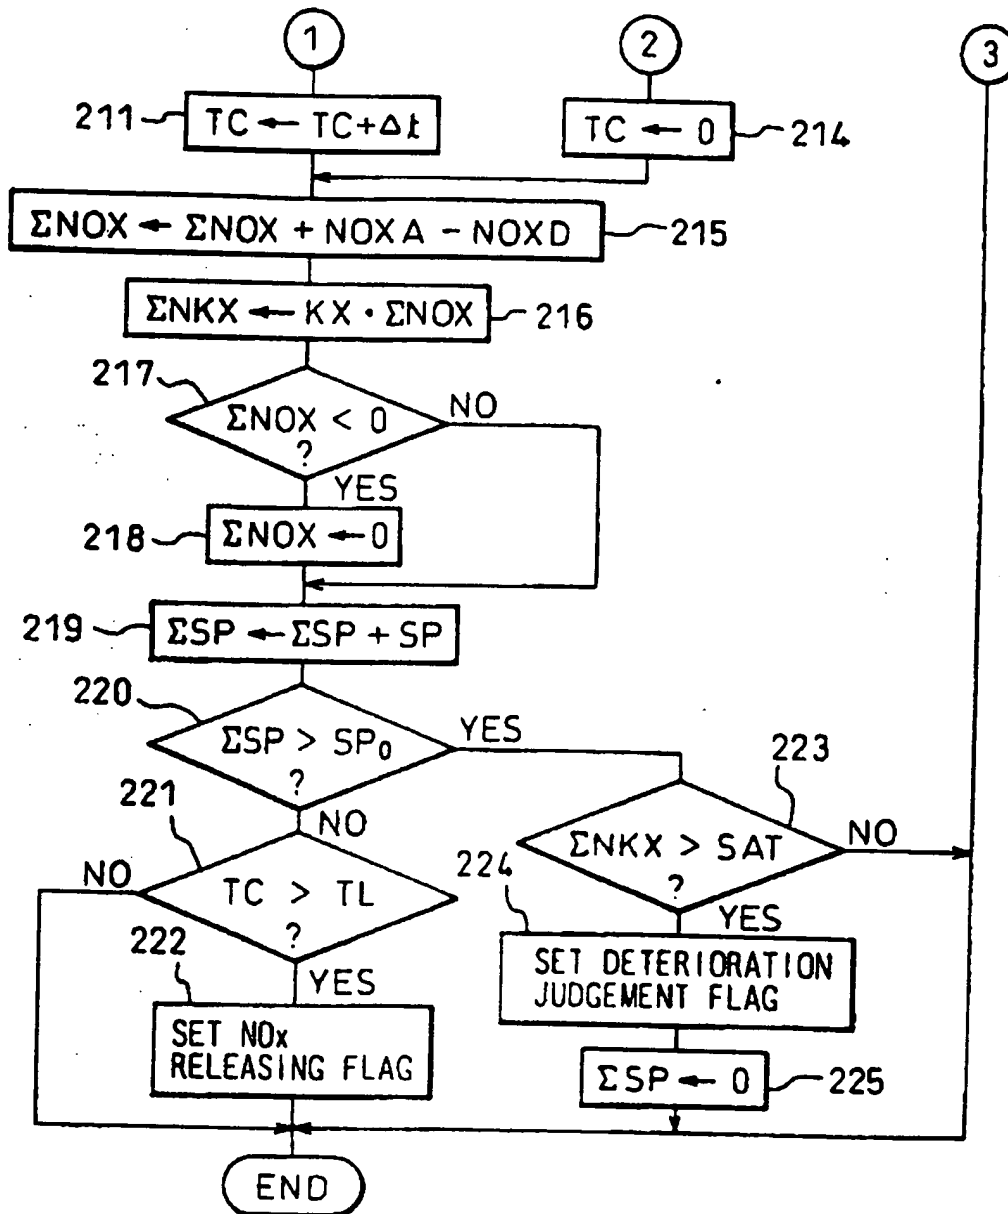 1
2
3
211
TC ← TC+Δt
TC ← 0
214
ΣNOX ← ΣNOX + NOXA − NOXD
215
ΣNKX ← KX · ΣNOX
216
217
ΣNOX < 0
?
NO
YES
218
ΣNOX ← 0
219
ΣSP ← ΣSP + SP
220
ΣSP > SP₀
?
YES
NO
223
ΣNKX > SAT
?
NO
YES
221
TC > TL
?
NO
YES
224
SET DETERIORATION
JUDGEMENT FLAG
222
SET NOx
RELEASING FLAG
ΣSP ← 0
225
END